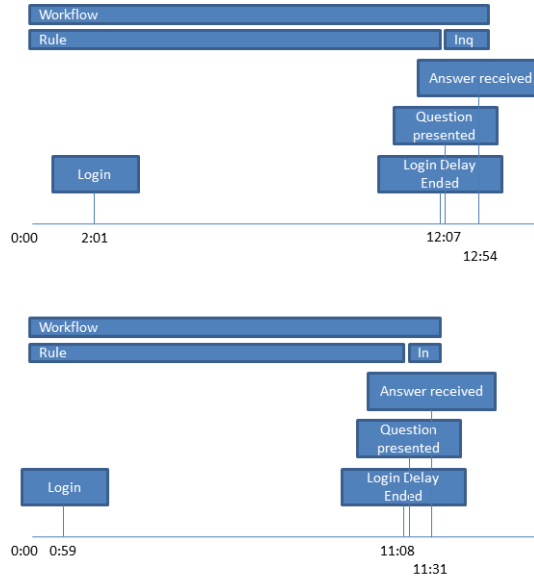 Workflow
Rule
Inq
Answer received
Question
presented
Login
Login Delay
Ended
0:00
2:01
12:07
12:54
Workflow
Rule
In
Answer received
Question
presented
Login
Login Delay
Ended
0:00
0:59
11:08
11:31